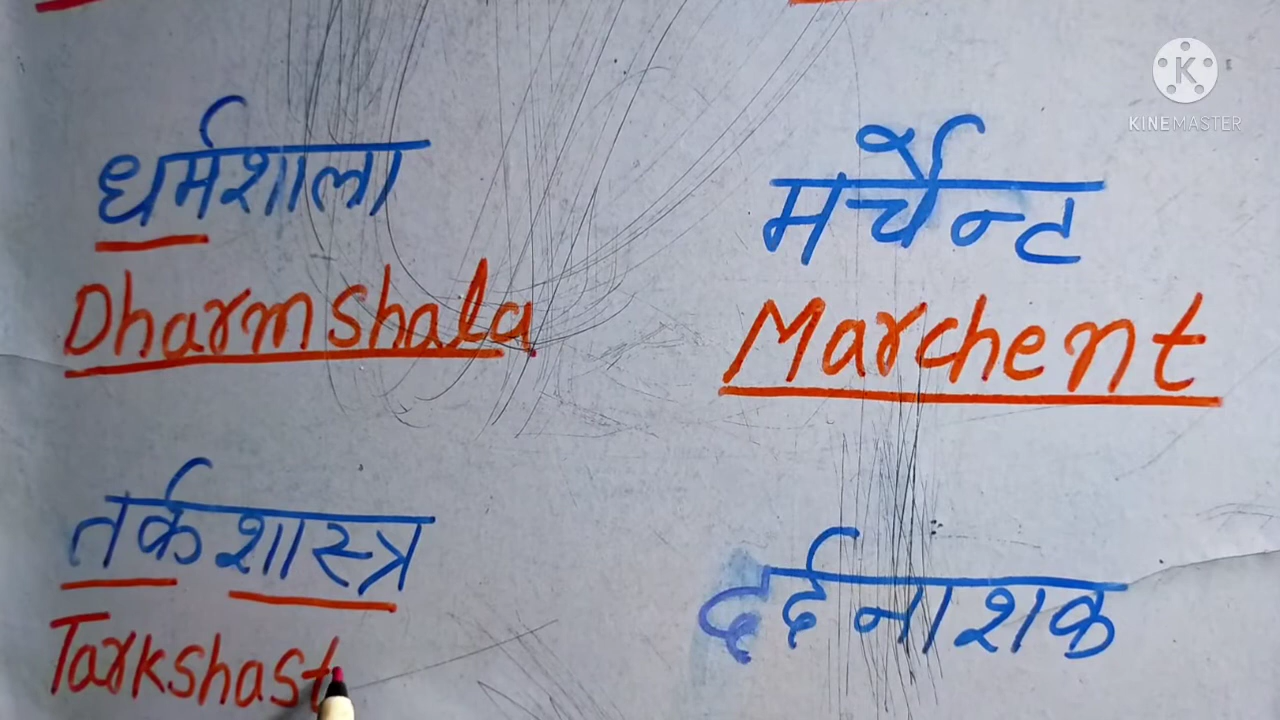 KINEMASTER
धर्मशाला
Dharmshala
मर्चेन्ट
Marchent
तर्कशास्त्र
Tarkshast
दर्दनाशक